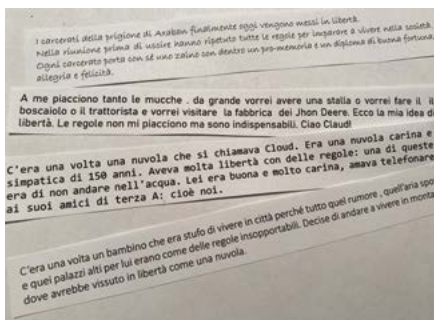 I carcerati della prigione di Araban finalmente oggi vengono messi in libertà.
Nella riunione prima di uscire hanno ripetuto tutte le regole per imparare a vivere nella società.
Ogni carcerato porta con sé uno zaino con dentro un pro-memoria e un diploma di buona fortuna,
allegria e felicità.
A me piacciono tanto le mucche . da grande vorrei avere una stalla o vorrei fare il il
boscaiolo o il trattorista e vorrei visitare la fabbrica dei Jhon Deere. Ecco la mia idea di
libertà. Le regole non mi piacciono ma sono indispensabili. Ciao Claud!
C'era una volta una nuvola che si chiamava Cloud. Era una nuvola carina e
simpatica di 150 anni. Aveva molta libertà con delle regole: una di queste
era di non andare nell'acqua. Lei era buona e molto carina, amava telefonare
ai suoi amici di terza A: cioè noi.
C'era una volta un bambino che era stufo di vivere in città perché tutto quel rumore , quell'aria spo
e quei palazzi alti per lui erano come delle regole insopportabili. Decise di andare a vivere in monta
dove avrebbe vissuto in libertà come una nuvola.